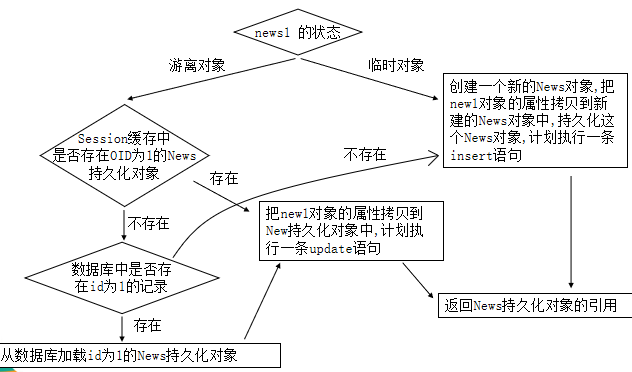 news1 的状态
游离对象
临时对象
创建一个新的News对象,把
new1对象的属性拷贝到新
建的News对象中,持久化这
个News对象,计划执行一条
insert语句
Session缓存中
是否存在OID为1的News
持久化对象
不存在
存在
把new1对象的属性拷贝到
New持久化对象中,计划执
行一条update语句
不存在
数据库中是否存
在id为1的记录
返回News持久化对象的引用
存在
从数据库加载id为1的News持久化对象